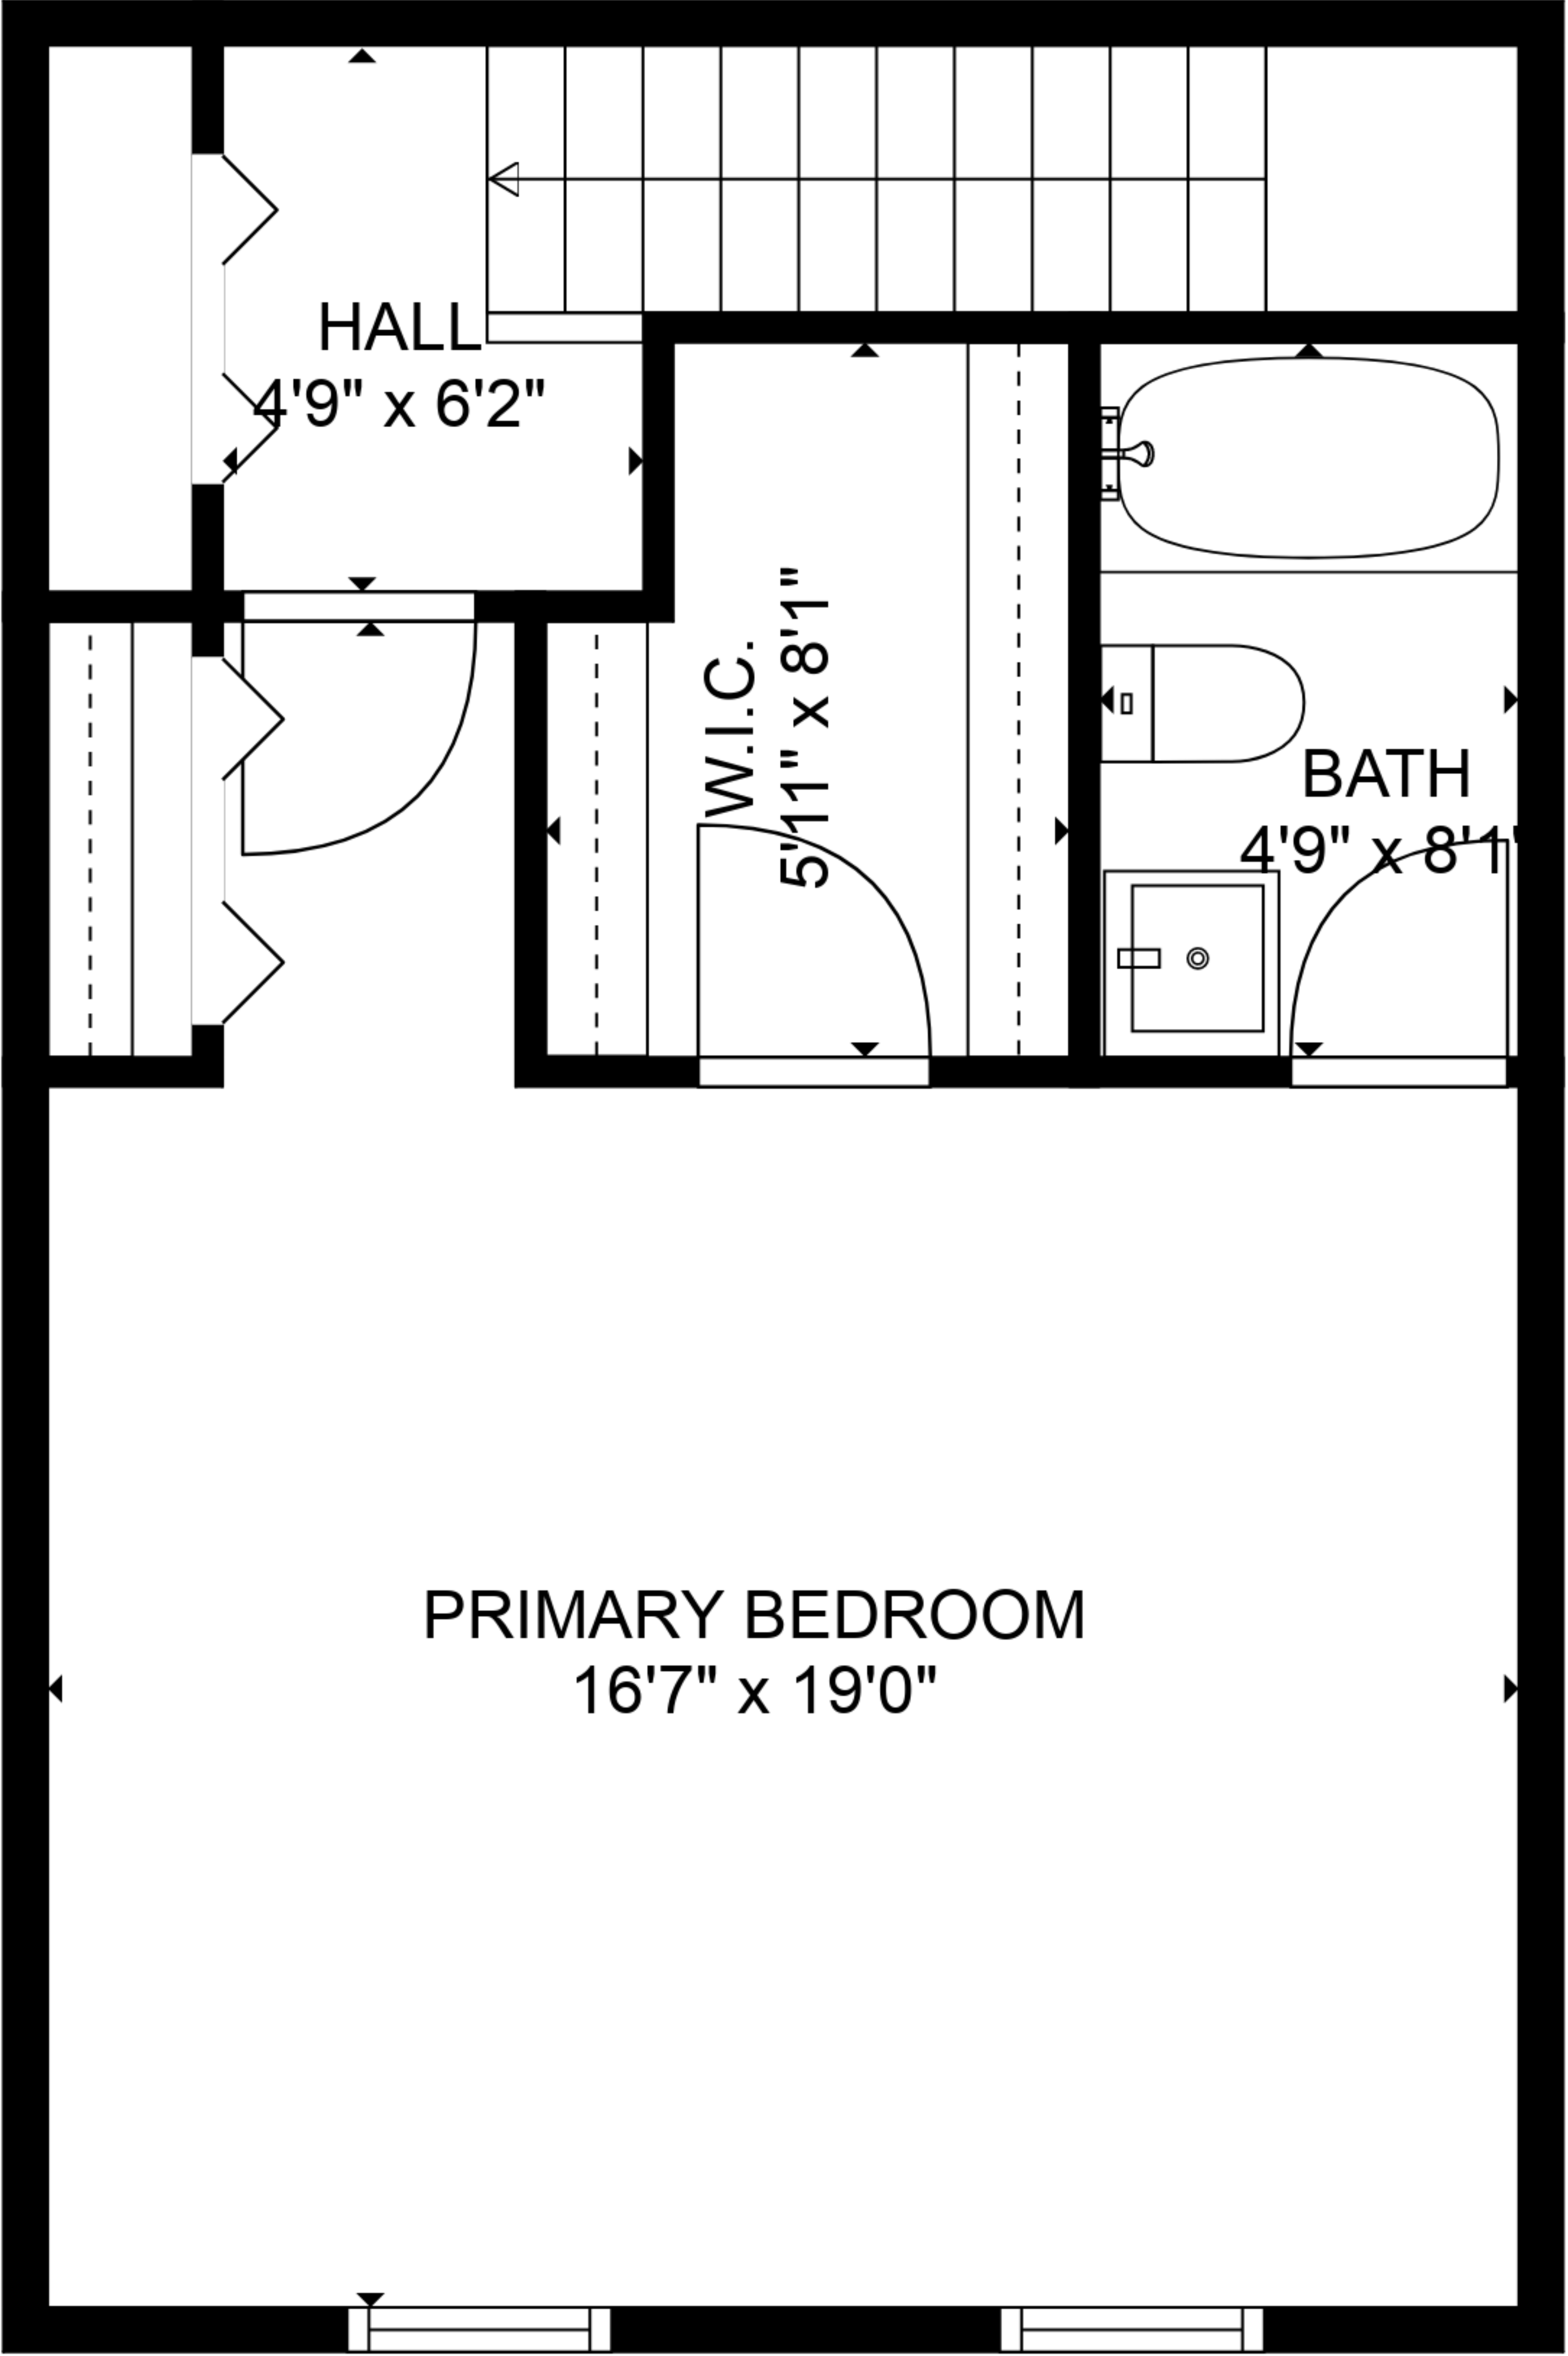 HALL
4'9" x 6'2"
W.I.C.
5'11" x 8'1"
BATH
4'9" x 8'1"
PRIMARY BEDROOM
16'7" x 19'0"